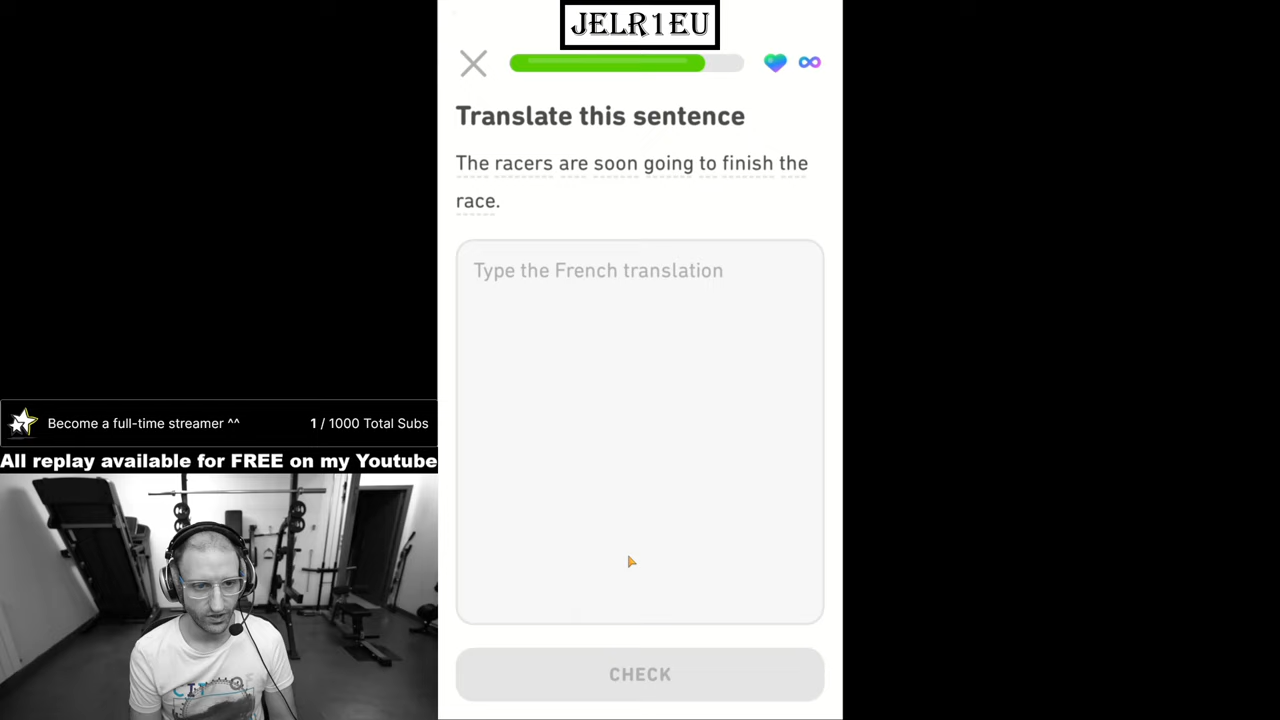 JELR1EU
Translate this sentence
The racers are soon going to finish the
race.
Type the French translation
CHECK
Become a full-time streamer ^^ 1 / 1000 Total Subs
All replay available for FREE on my Youtube